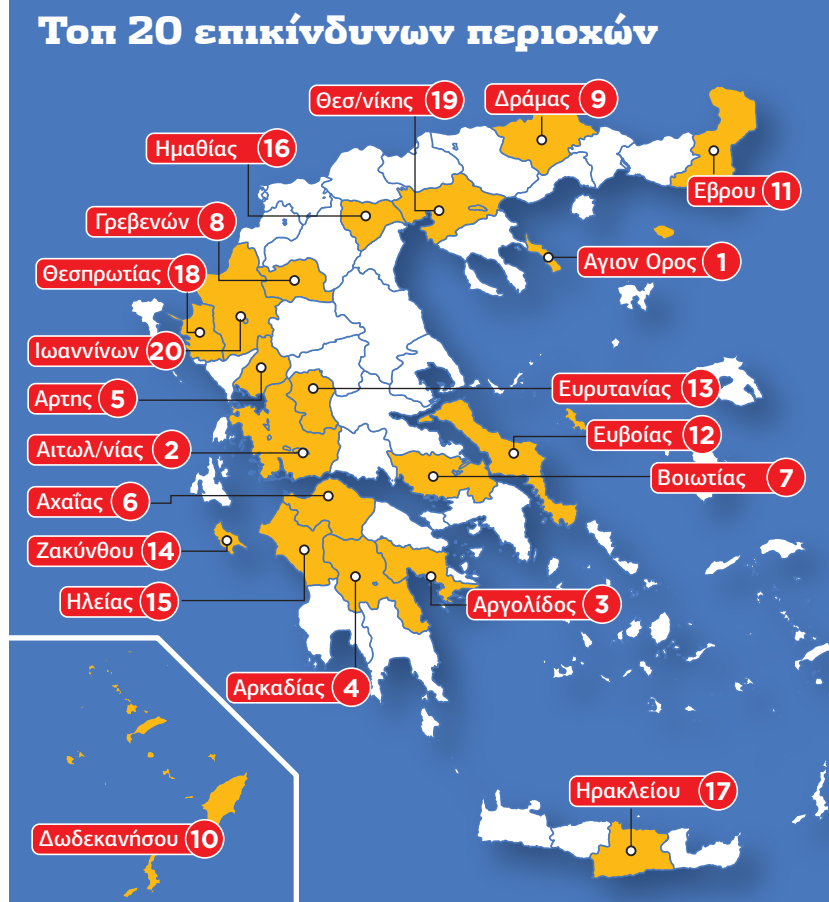 Τοπ 20 επικίνδυνων περιοχών
Θεσ/νίκης 19
Δράμας 9
Ημαθίας 16
Εβρου 11
Γρεβενών 8
Αγιον Ορος 1
Θεσπρωτίας 18
Ιωαννίνων 20
Ευρυτανίας 13
Αρτης 5
Ευβοίας 12
Αιτωλ/νίας 2
Βοιωτίας 7
Αχαΐας 6
Ζακύνθου 14
Ηλείας 15
Αργολίδος 3
Αρκαδίας 4
Ηρακλείου 17
Δωδεκανήσου 10